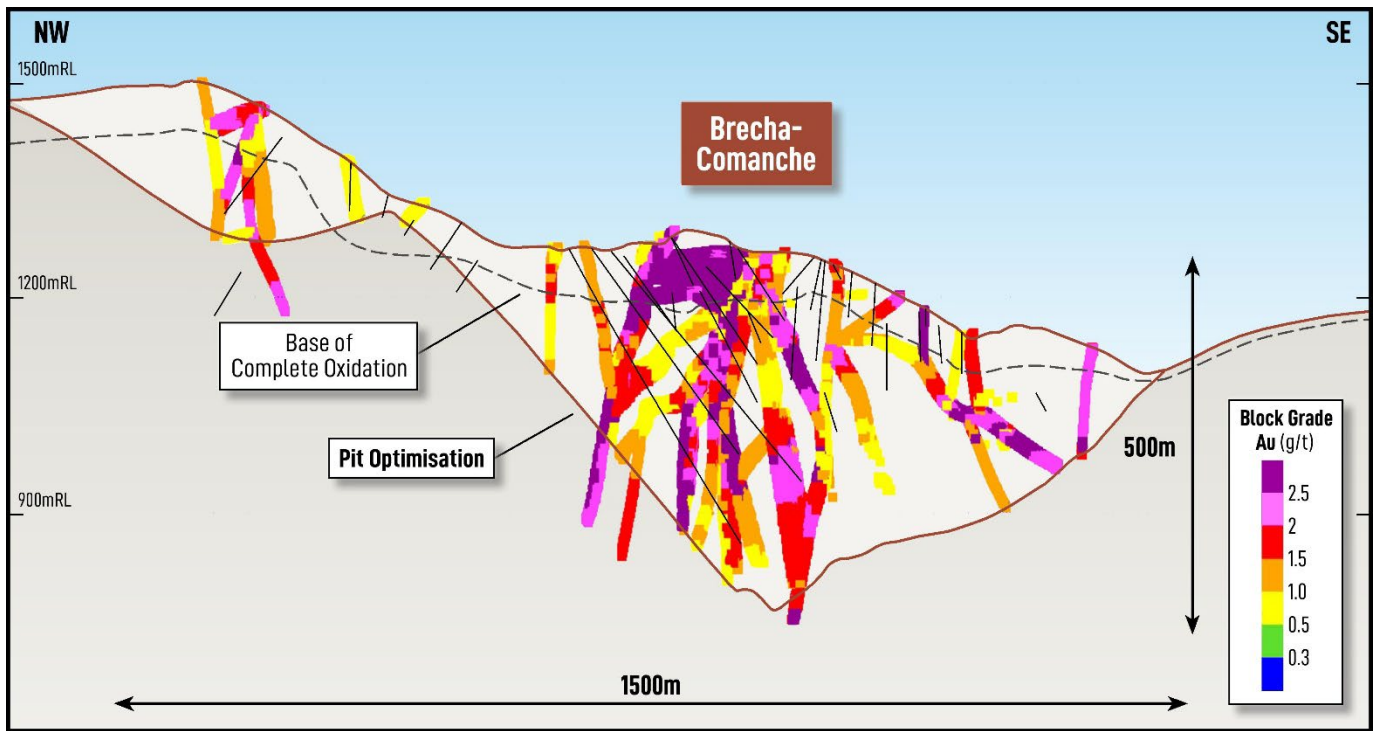 NW
SE
1500mRL
Brecha-
Comanche
1200mRL
Base of
Complete Oxidation
Pit Optimisation
500m
900mRL
Block Grade
Au (g/t)
2.5
2
1.5
1.0
0.5
0.3
1500m